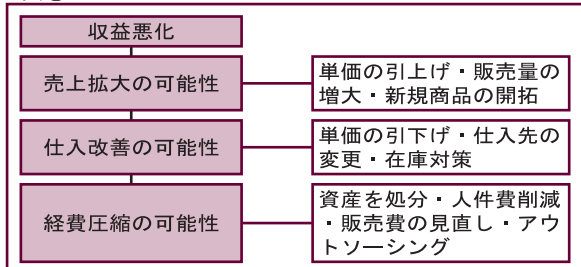 収益悪化
売上拡大の可能性
単価の引上げ・販売量の
増大・新規商品の開拓
仕入改善の可能性
単価の引下げ・仕入先の
変更・在庫対策
経費圧縮の可能性
資産を処分・人件費削減
・販売費の見直し・アウ
トソーシング